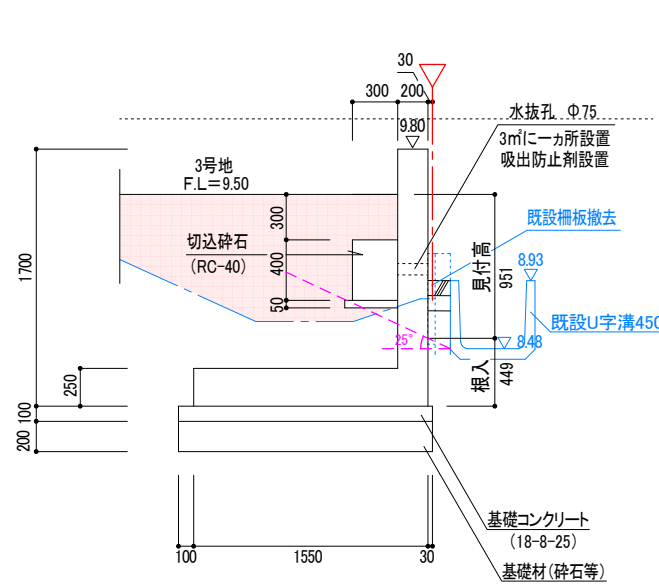 30
300
200
9.80
水抜孔 Φ75
3㎡に一ヵ所設置
吸出防止剤設置
3号地
F.L=9.50
切込砕石
(RC-40)
300
400
50
1700
250
100
200
既設柵板撤去
見付高
951
8.93
既設U字溝450
8.48
25°
根入
449
基礎コンクリート
(18-8-25)
基礎材(砕石等)
100
1550
30